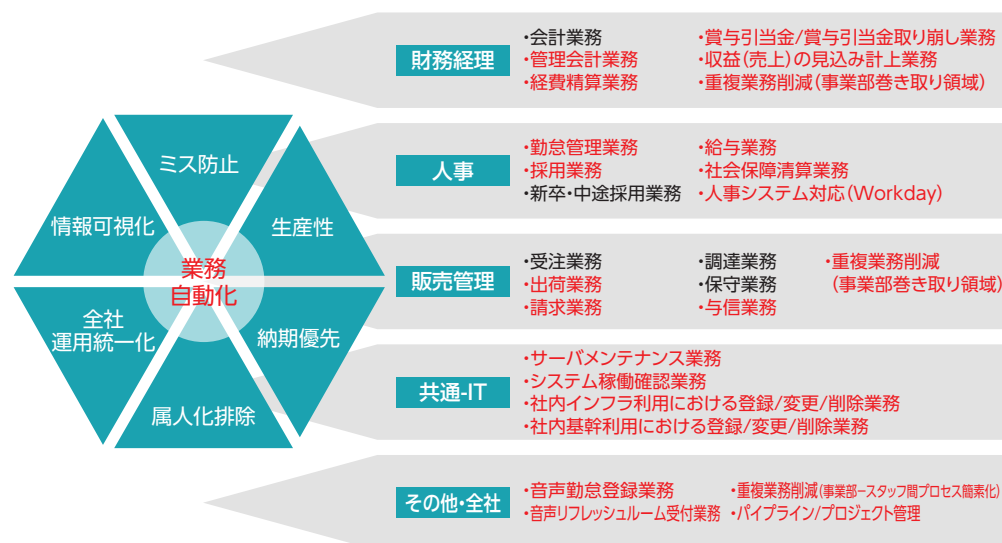 ミス防止
生産性
納期優先
属人化排除
全社
運用統一化
情報可視化
業務
自動化
財務経理
・会計業務
・管理会計業務
・経費精算業務
・賞与引当金/賞与引当金取り崩し業務
・収益(売上)の見込み計上業務
・重複業務削減(事業部巻き取り領域)
人事
・勤怠管理業務
・採用業務
・新卒・中途採用業務
・給与業務
・社会保障清算業務
・人事システム対応(Workday)
販売管理
・受注業務
・出荷業務
・請求業務
・調達業務
・保守業務
・与信業務
・重複業務削減
(事業部巻き取り領域)
共通-IT
・サーバメンテナンス業務
・システム稼働確認業務
・社内インフラ利用における登録/変更/削除業務
・社内基幹利用における登録/変更/削除業務
その他・全社
・音声勤怠登録業務
・音声リフレッシュルーム受付業務
・重複業務削減(事業部−スタッフ間プロセス簡素化)
・パイプライン/プロジェクト管理